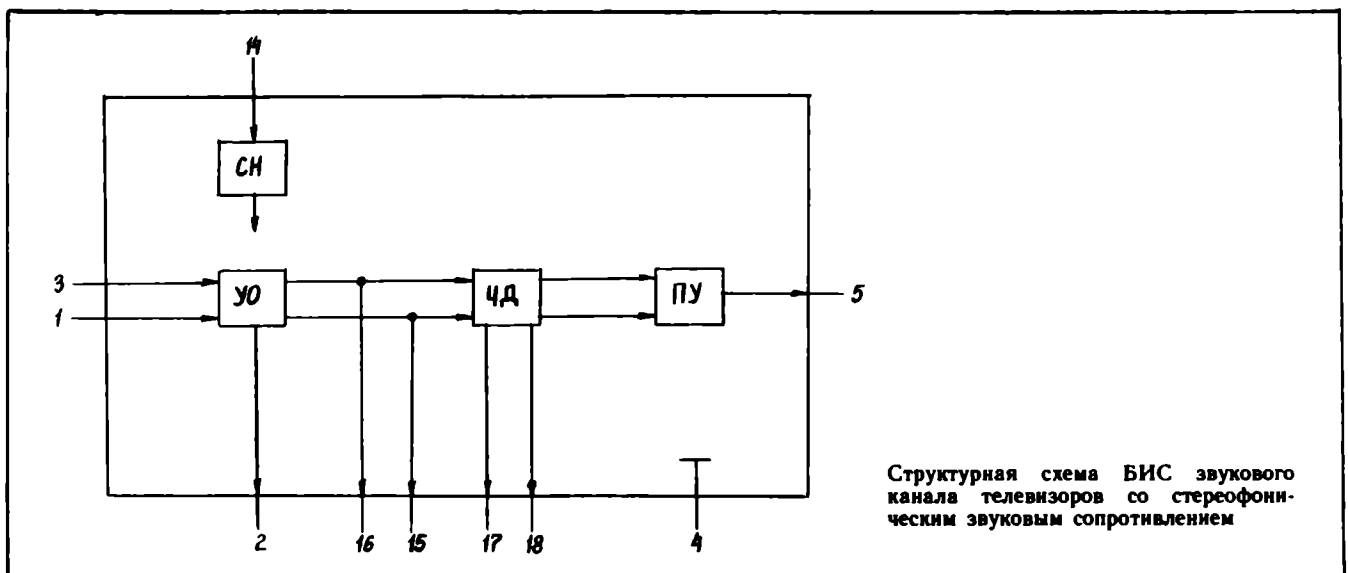 14
СН
3
УО
ЧД
ПУ
5
1
2
16
15
17
18
4
Структурная схема БИС звукового
канала телевизоров со стереофони-
ческим звуковым сопротивлением